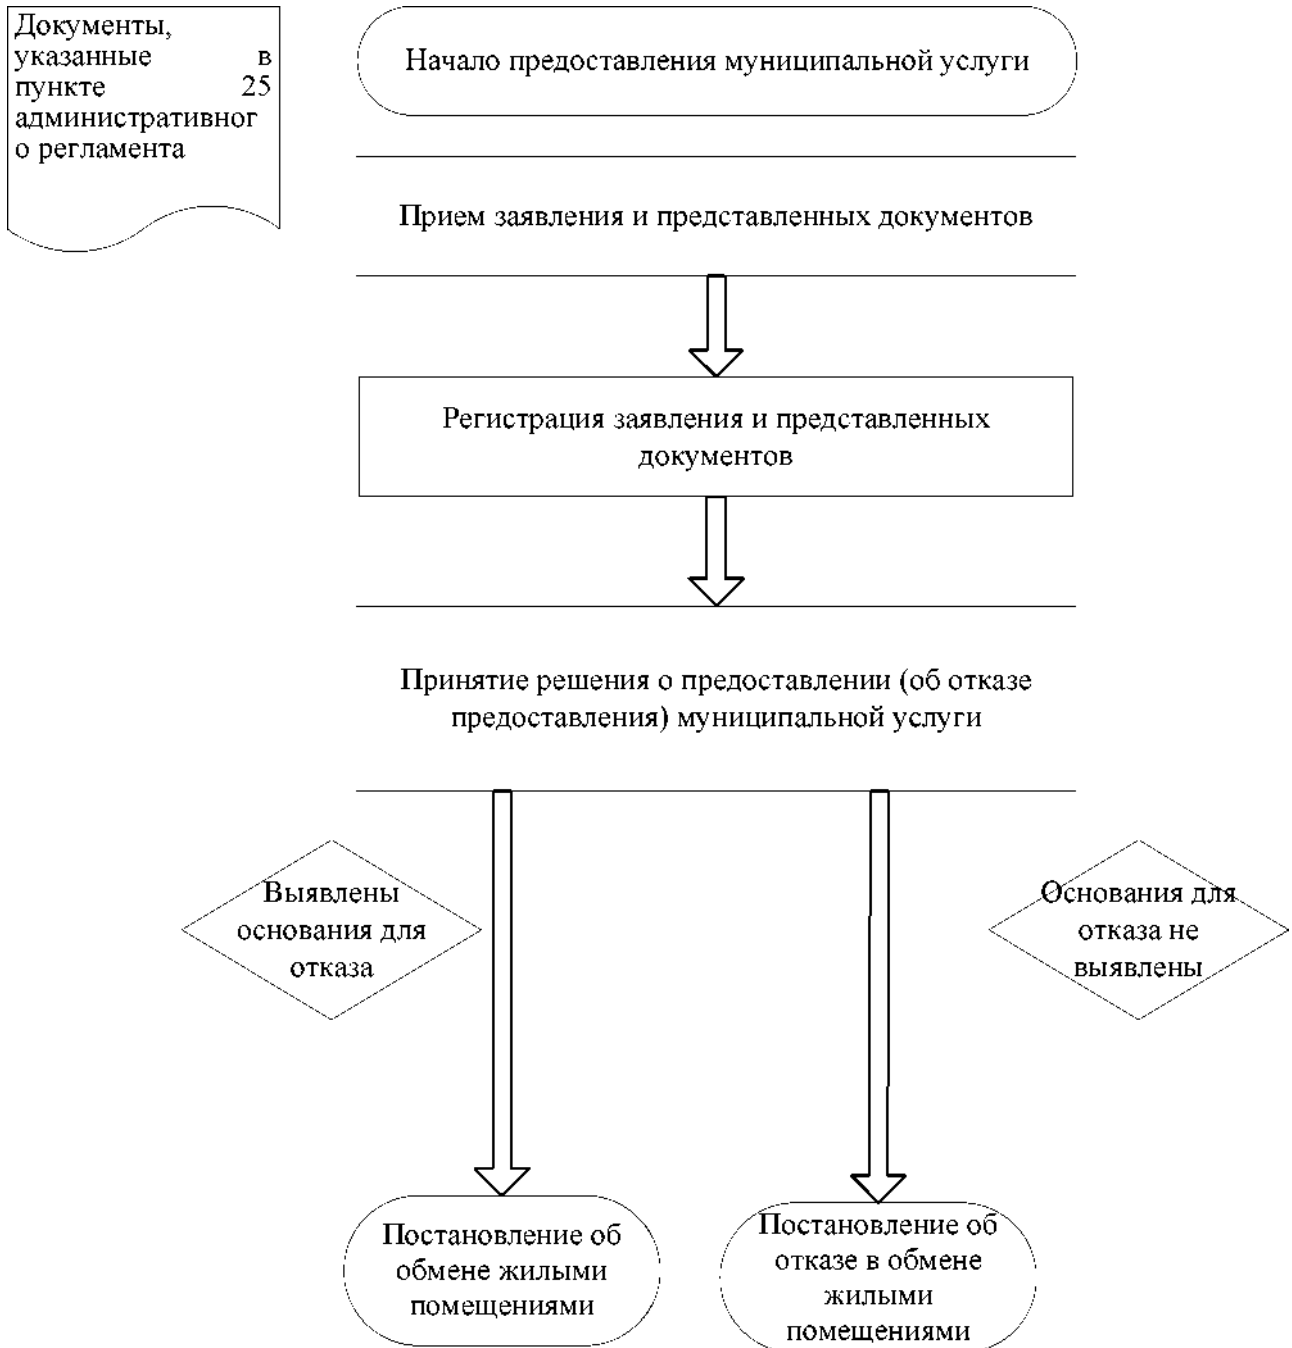 Документы,
указанные в
пункте 25
административног
о регламента
Начало предоставления муниципальной услуги
Прием заявления и представленных документов
Регистрация заявления и представленных
документов
Принятие решения о предоставлении (об отказе
предоставления) муниципальной услуги
Выявлены
основания для
отказа
Основания для
отказа не
выявлены
Постановление об
обмене жилыми
помещениями
Постановление об
отказе в обмене
жилыми
помещениями